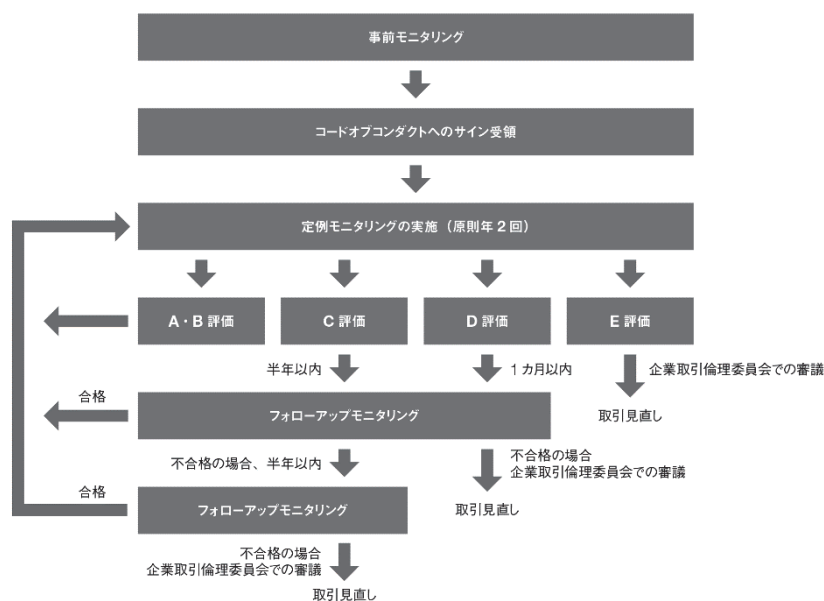 事前モニタリング
コードオブコンダクトへのサイン受領
定例モニタリングの実施（原則年2回）
A・B 評価
C 評価
D 評価
E 評価
半年以内
1カ月以内
企業取引倫理委員会での審議
取引見直し
合格
フォローアップモニタリング
不合格の場合、半年以内
不合格の場合
企業取引倫理委員会での審議
取引見直し
合格
フォローアップモニタリング
不合格の場合
企業取引倫理委員会での審議
取引見直し